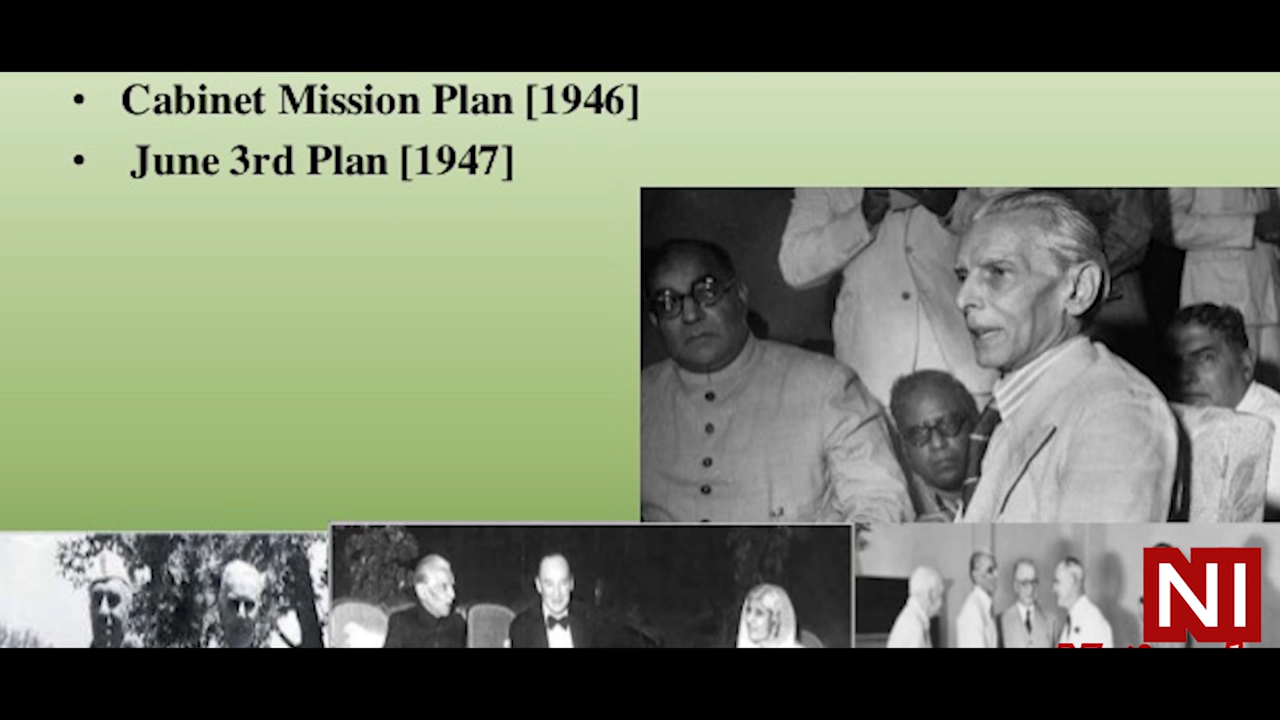 • Cabinet Mission Plan [1946]
• June 3rd Plan [1947]
NI